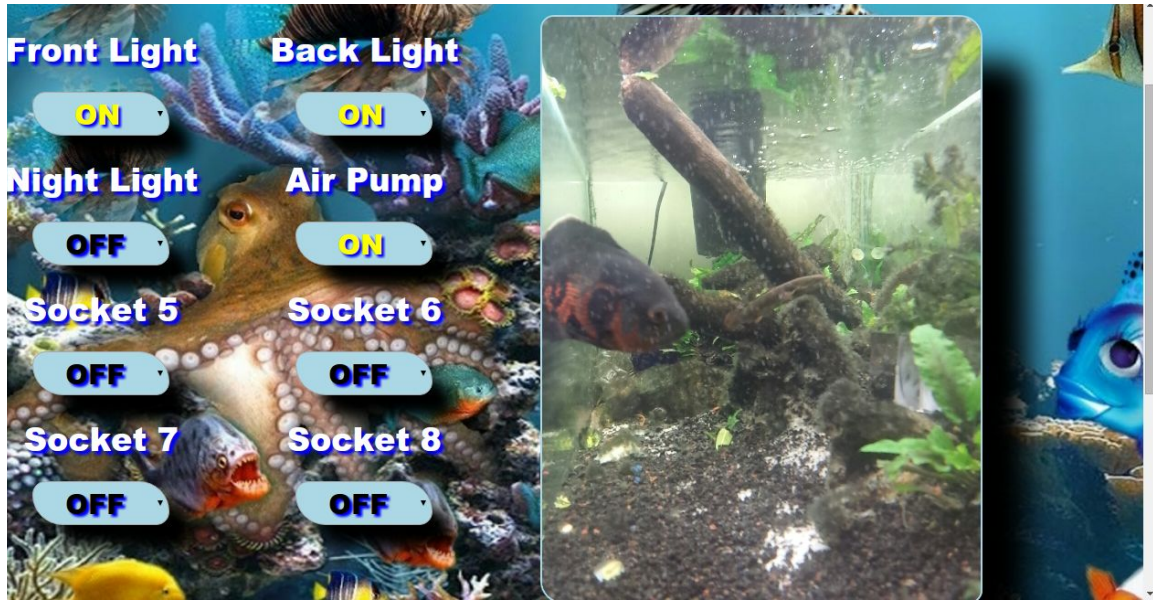 Front Light Back Light
ON ON
Night Light Air Pump
OFF ON
Socket 5 Socket 6
OFF OFF
Socket 7 Socket 8
OFF OFF